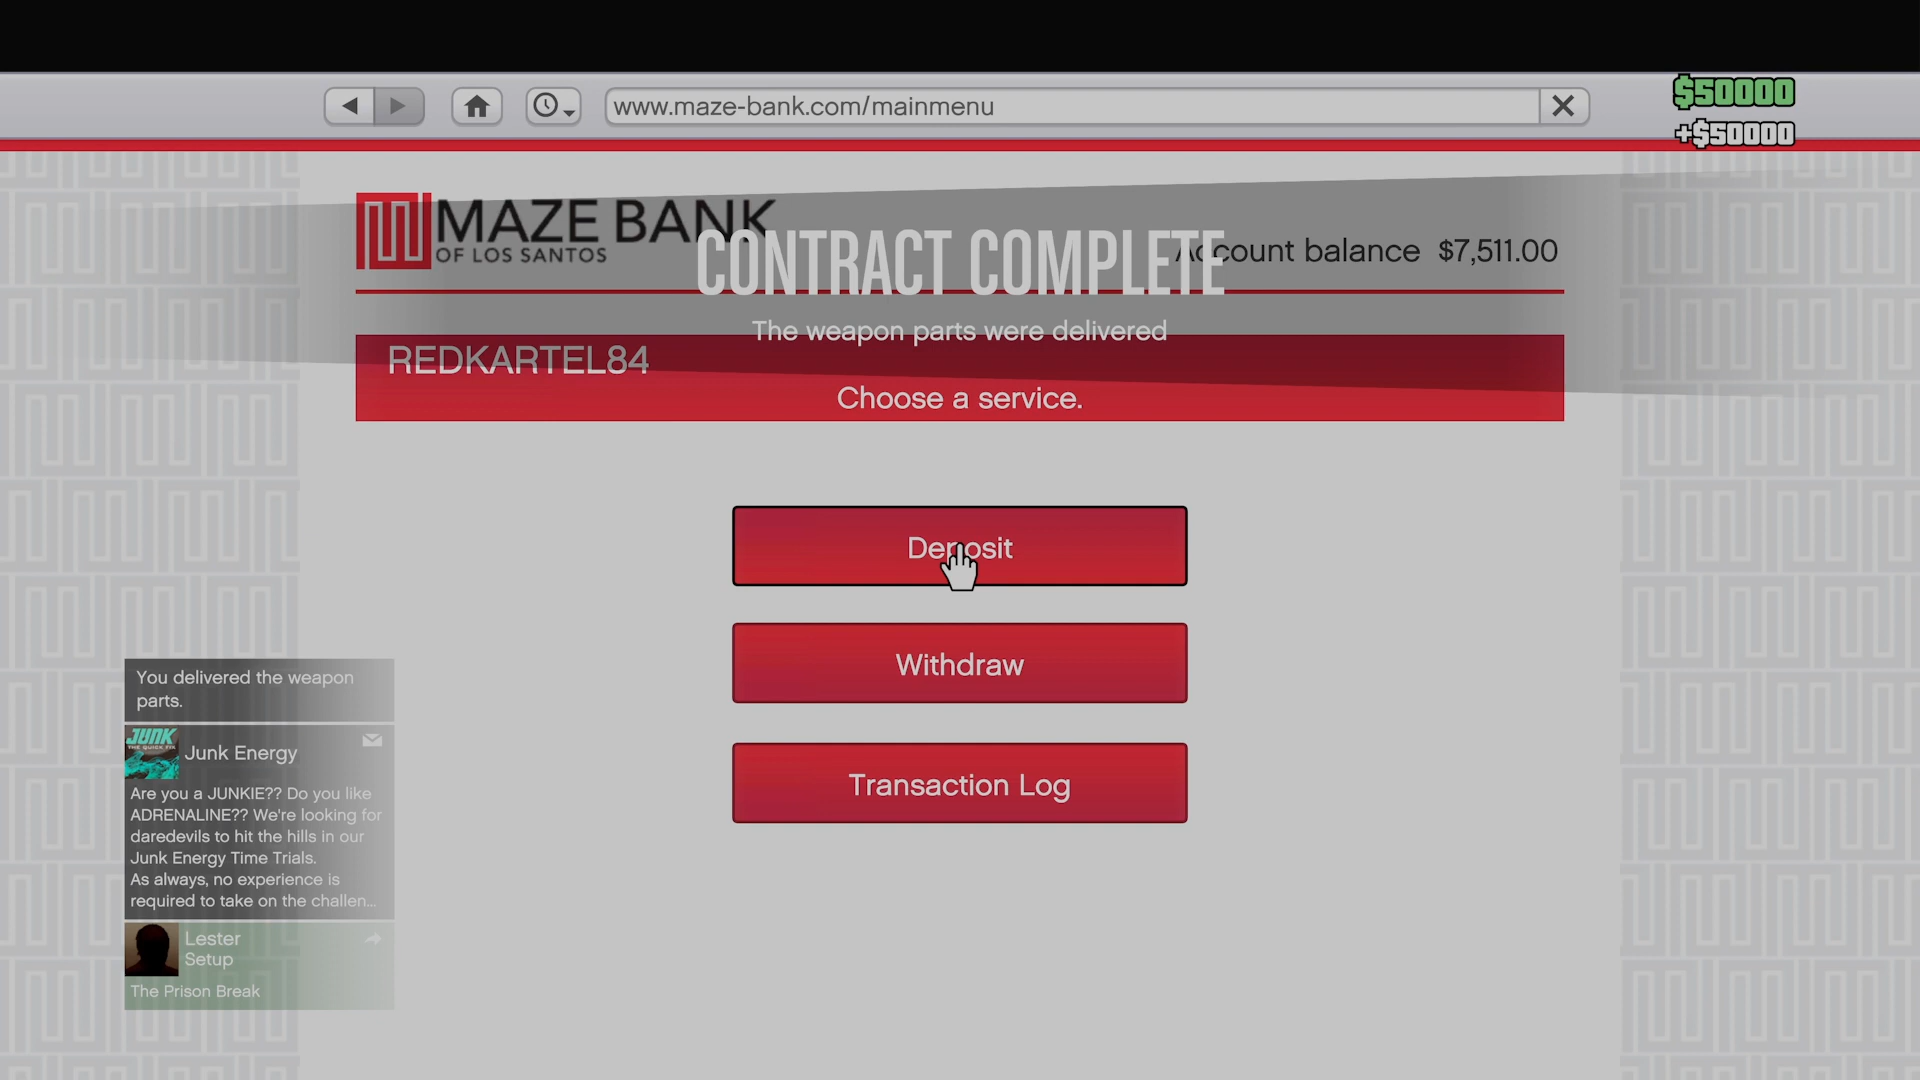 www.maze-bank.com/mainmenu
$50000
+$50000
MAZE BANK
OF LOS SANTOS
CONTRACT COMPLETE
Account balance $7,511.00
The weapon parts were delivered
REDKARTEL84
Choose a service.
Deposit
Withdraw
Transaction Log
You delivered the weapon
parts.
JUNK
Junk Energy
Are you a JUNKIE?? Do you like
ADRENALINE?? We're looking for
daredevils to hit the hills in our
Junk Energy Time Trials.
As always, no experience is
required to take on the challen...
Lester
Setup
The Prison Break